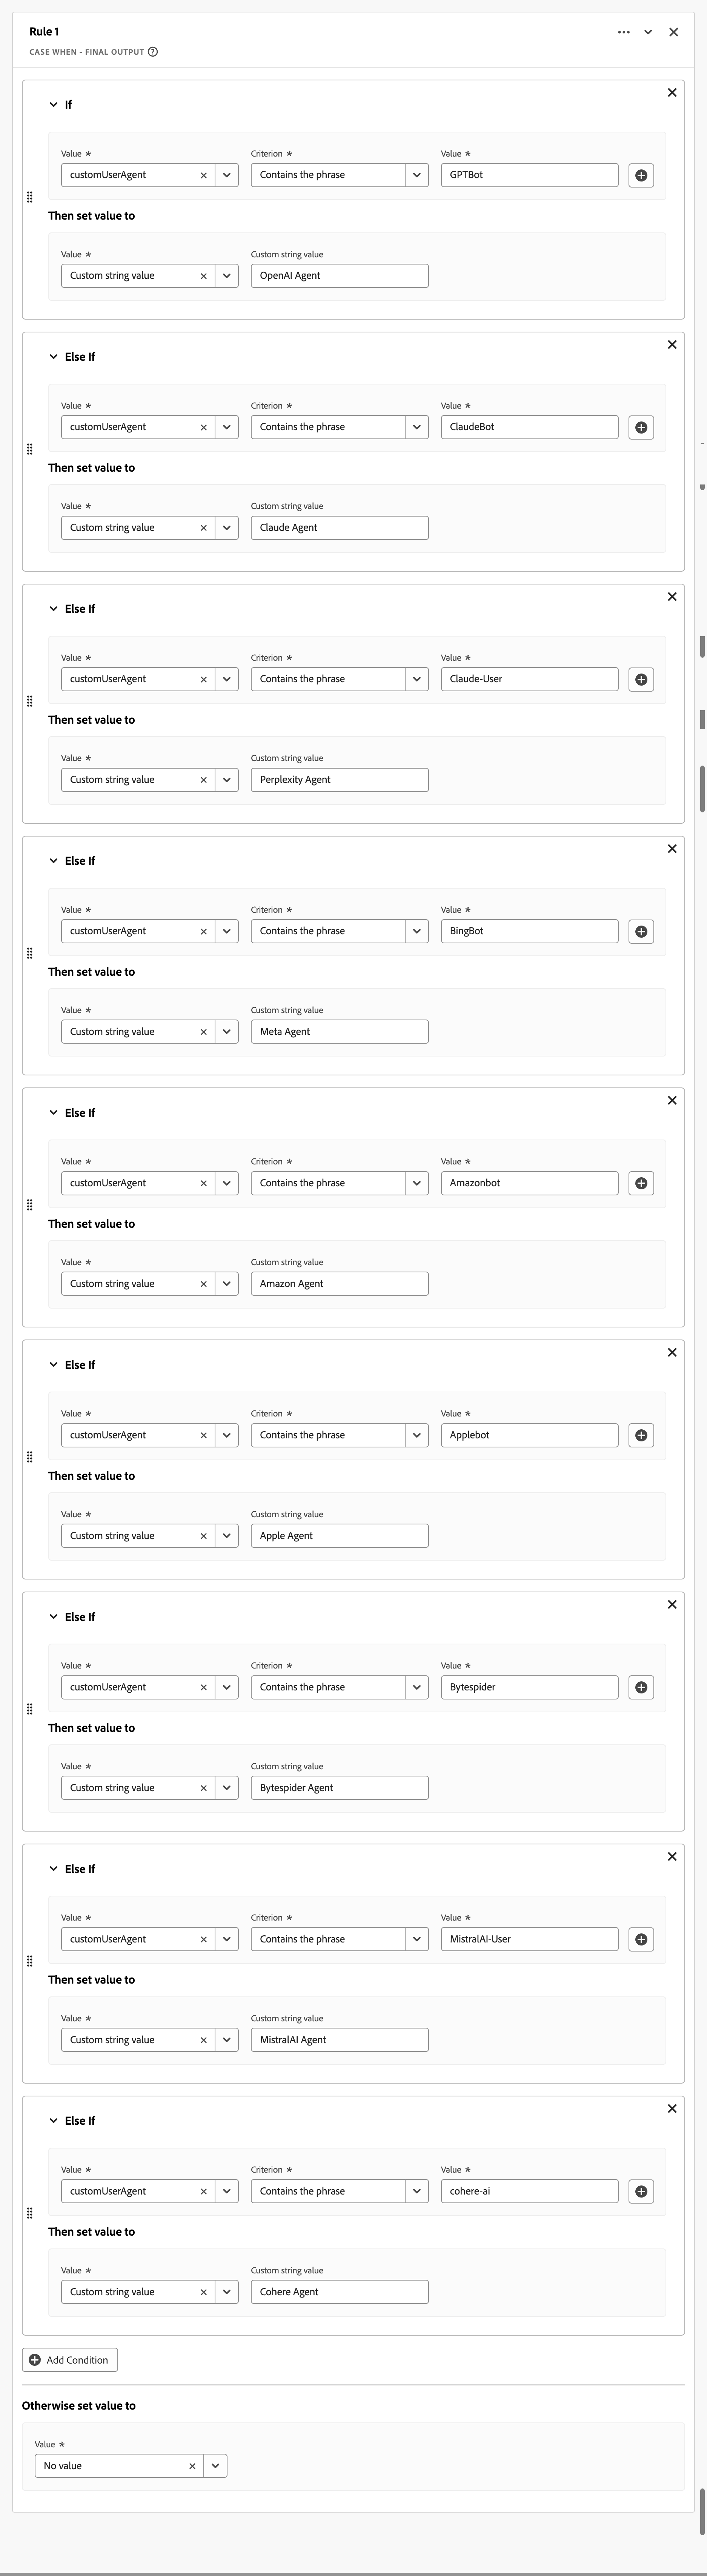 Rule 1
CASE WHEN - FINAL OUTPUT
If
Value * Criterion * Value *
customUserAgent Contains the phrase GPTBot
Then set value to
Value * Custom string value
Custom string value OpenAI Agent
Else If
Value * Criterion * Value *
customUserAgent Contains the phrase ClaudeBot
Then set value to
Value * Custom string value
Custom string value Claude Agent
Else If
Value * Criterion * Value *
customUserAgent Contains the phrase Claude-User
Then set value to
Value * Custom string value
Custom string value Perplexity Agent
Else If
Value * Criterion * Value *
customUserAgent Contains the phrase BingBot
Then set value to
Value * Custom string value
Custom string value Meta Agent
Else If
Value * Criterion * Value *
customUserAgent Contains the phrase Amazonbot
Then set value to
Value * Custom string value
Custom string value Amazon Agent
Else If
Value * Criterion * Value *
customUserAgent Contains the phrase Applebot
Then set value to
Value * Custom string value
Custom string value Apple Agent
Else If
Value * Criterion * Value *
customUserAgent Contains the phrase Bytespider
Then set value to
Value * Custom string value
Custom string value Bytespider Agent
Else If
Value * Criterion * Value *
customUserAgent Contains the phrase MistralAI-User
Then set value to
Value * Custom string value
Custom string value MistralAI Agent
Else If
Value * Criterion * Value *
customUserAgent Contains the phrase cohere-ai
Then set value to
Value * Custom string value
Custom string value Cohere Agent
Add Condition
Otherwise set value to
Value *
No value